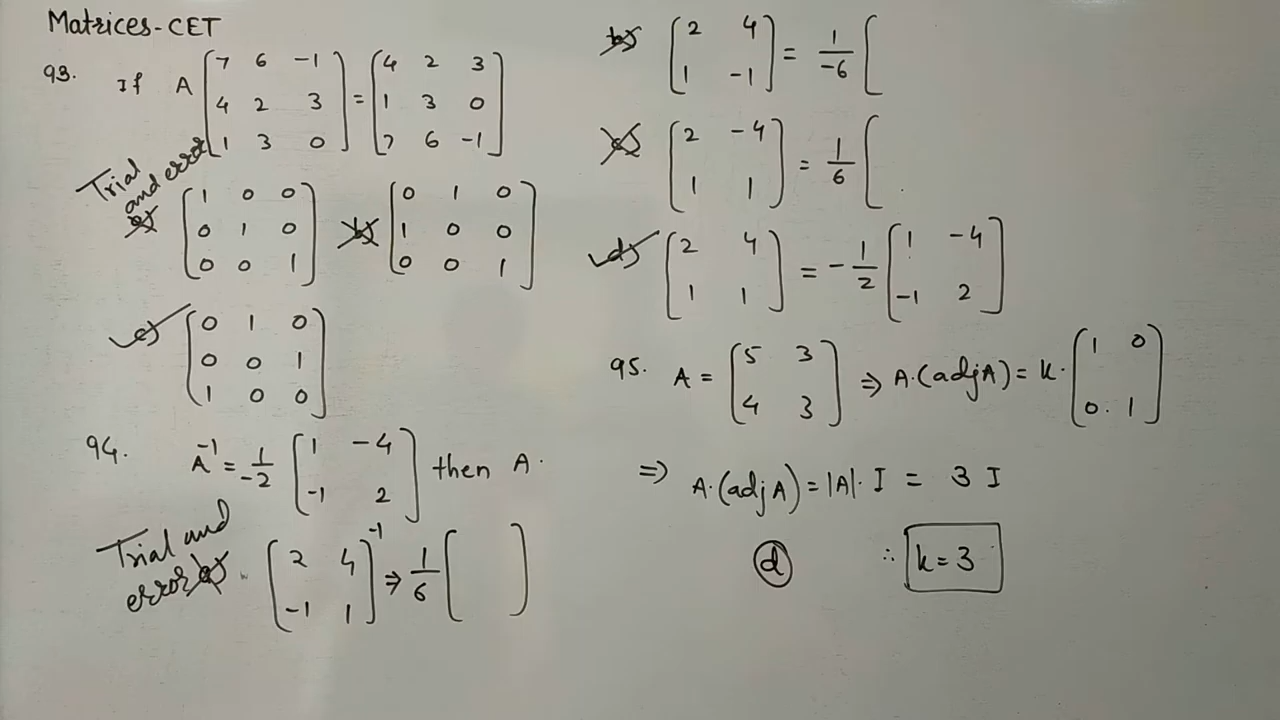 Matrices-CET
93. If A [7 6 -1
4 2 3
1 3 0] = [4 2 3
1 3 0
7 6 -1]
Trial
and error
a) [1 0 0
0 1 0
0 0 1]
b) [0 1 0
1 0 0
0 0 1]
c) [0 1 0
0 0 1
1 0 0]
94. A⁻¹ = 1/-2 [1 -4
-1 2] then A.
Trial and
error
a) [2 4
-1 1]⁻¹ ⇒ 1/6 [ ]
b) [2 4
1 -1] = 1/-6 [
c) [2 -4
1 1] = 1/6 [
d) [2 4
1 1] = -1/2 [1 -4
-1 2]
95. A = [5 3
4 3] ⇒ A.(adjA) = k. [1 0
0. 1]
⇒ A.(adjA) = |A|. I = 3 I
(d) ∴ k = 3